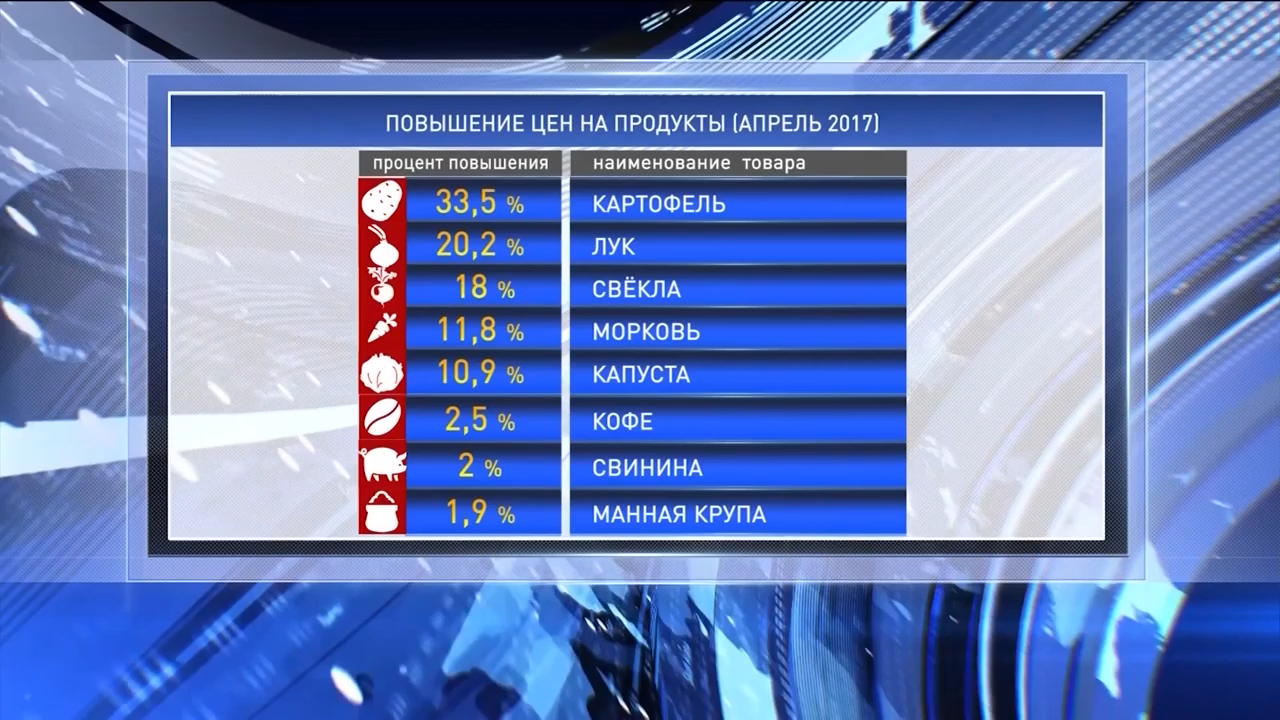 ПОВЫШЕНИЕ ЦЕН НА ПРОДУКТЫ (АПРЕЛЬ 2017)
процент повышения наименование товара
33,5 % КАРТОФЕЛЬ
20,2 % ЛУК
18 % СВЁКЛА
11,8 % МОРКОВЬ
10,9 % КАПУСТА
2,5 % КОФЕ
2 % СВИНИНА
1,9 % МАННАЯ КРУПА